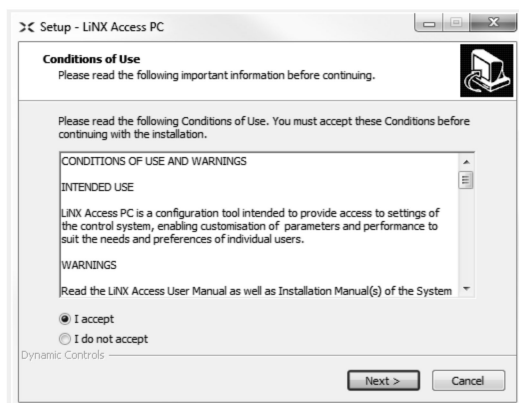 Setup - LiNX Access PC
Conditions of Use
Please read the following important information before continuing.
Please read the following Conditions of Use. You must accept these Conditions before
continuing with the installation.
CONDITIONS OF USE AND WARNINGS
INTENDED USE
LiNX Access PC is a configuration tool intended to provide access to settings of
the control system, enabling customisation of parameters and performance to
suit the needs and preferences of individual users.
WARNINGS
Read the LiNX Access User Manual as well as Installation Manual(s) of the System
I accept
I do not accept
Dynamic Controls
Next >
Cancel